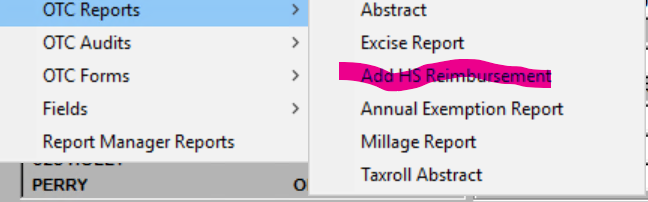 OTC Reports >
OTC Audits >
OTC Forms >
Fields >
Report Manager Reports
Abstract
Excise Report
Add HS Reimbursement
Annual Exemption Report
Millage Report
Taxroll Abstract
PERRY O